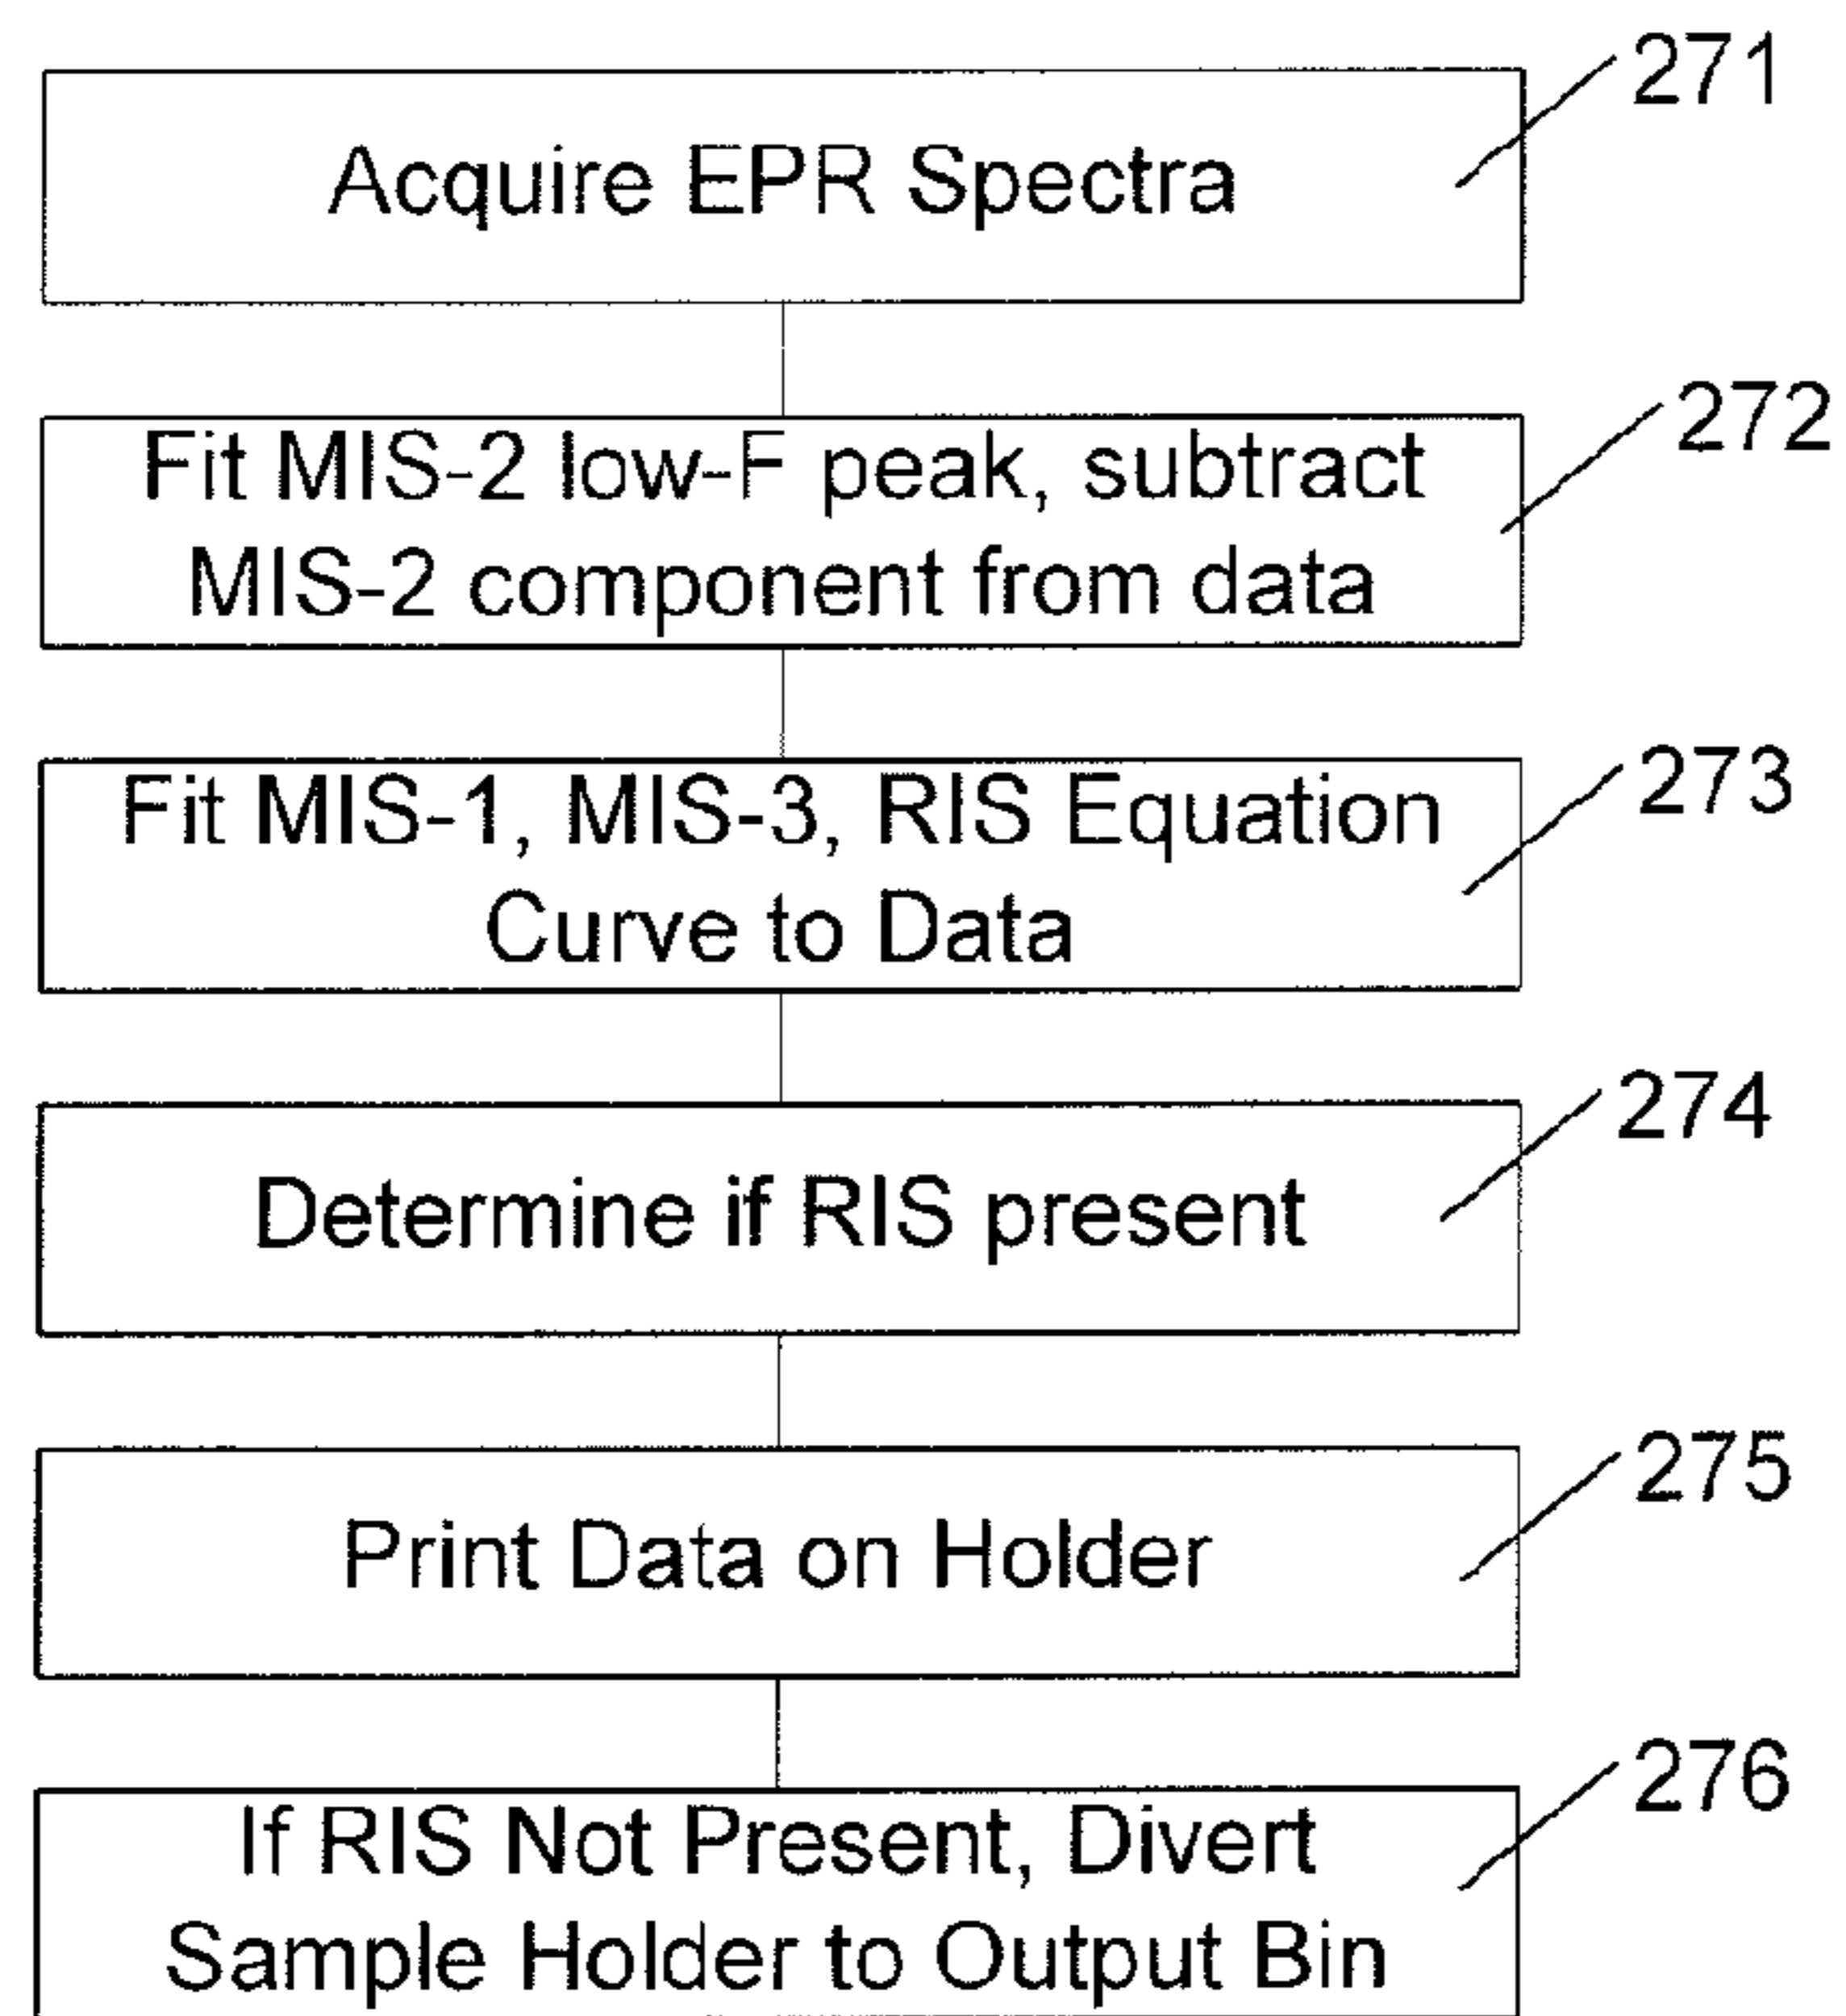 271
Acquire EPR Spectra
272
Fit MIS-2 low-F peak, subtract
MIS-2 component from data
273
Fit MIS-1, MIS-3, RIS Equation
Curve to Data
274
Determine if RIS present
275
Print Data on Holder
276
If RIS Not Present, Divert
Sample Holder to Output Bin